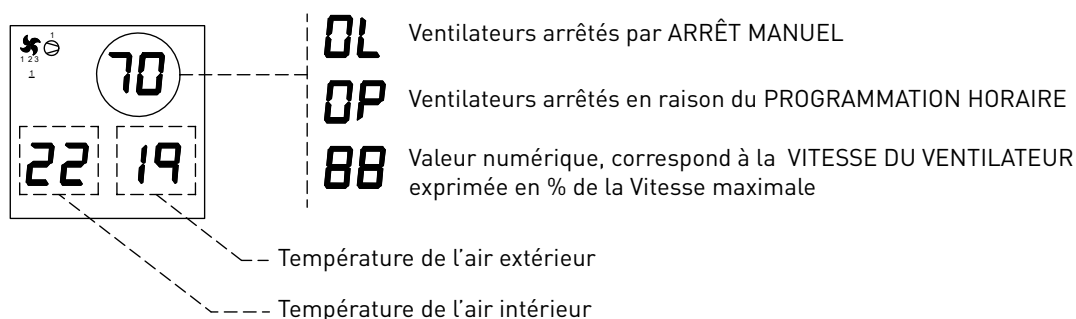 1
1 2 3
1
70
22 19
OL Ventilateurs arrêtés par ARRÊT MANUEL
OP Ventilateurs arrêtés en raison du PROGRAMMATION HORAIRE
88 Valeur numérique, correspond à la VITESSE DU VENTILATEUR
exprimée en % de la Vitesse maximale
Température de l'air extérieur
Température de l'air intérieur